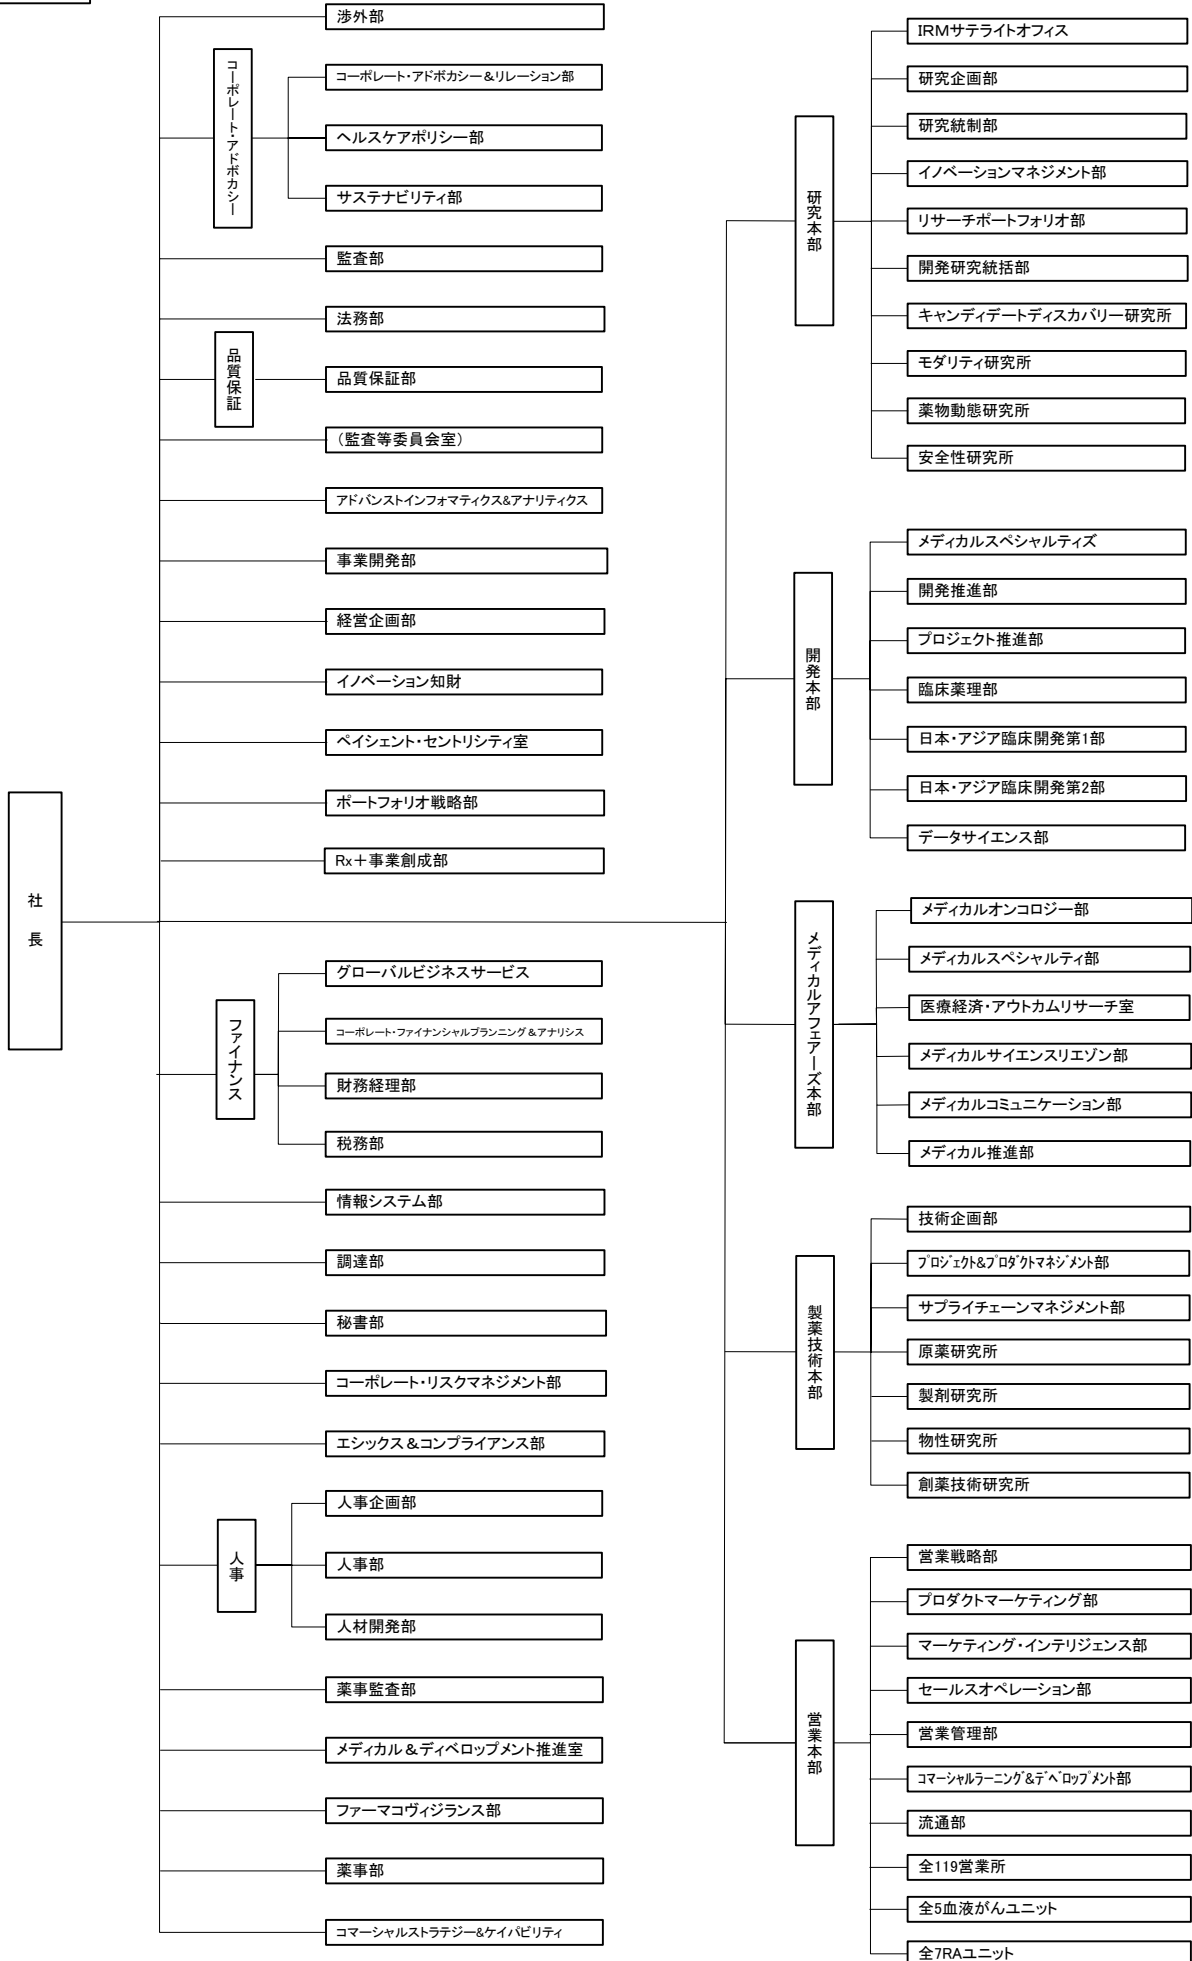 社長
渉外部
コーポレート・アドボカシー
コーポレート・アドボカシー＆リレーション部
ヘルスケアポリシー部
サステナビリティ部
監査部
法務部
品質保証
品質保証部
（監査等委員会室）
アドバンストインフォマティクス&アナリティクス
事業開発部
経営企画部
イノベーション知財
ペイシェント・セントリシティ室
ポートフォリオ戦略部
Rx＋事業創成部
ファイナンス
グローバルビジネスサービス
コーポレート・ファイナンシャルプランニング＆アナリシス
財務経理部
税務部
情報システム部
調達部
秘書部
コーポレート・リスクマネジメント部
エシックス＆コンプライアンス部
人事
人事企画部
人事部
人材開発部
薬事監査部
メディカル＆ディベロップメント推進室
ファーマコヴィジランス部
薬事部
コマーシャルストラテジー&ケイパビリティ
研究本部
IRMサテライトオフィス
研究企画部
研究統制部
イノベーションマネジメント部
リサーチポートフォリオ部
開発研究統括部
キャンディデートディスカバリー研究所
モダリティ研究所
薬物動態研究所
安全性研究所
開発本部
メディカルスペシャルティズ
開発推進部
プロジェクト推進部
臨床薬理部
日本・アジア臨床開発第1部
日本・アジア臨床開発第2部
データサイエンス部
メディカルアフェアーズ本部
メディカルオンコロジー部
メディカルスペシャルティ部
医療経済・アウトカムリサーチ室
メディカルサイエンスリエゾン部
メディカルコミュニケーション部
メディカル推進部
製薬技術本部
技術企画部
ﾌﾟﾛｼﾞｪｸﾄ&ﾌﾟﾛﾀﾞｸﾄﾏﾈｼﾞﾒﾝﾄ部
サプライチェーンマネジメント部
原薬研究所
製剤研究所
物性研究所
創薬技術研究所
営業本部
営業戦略部
プロダクトマーケティング部
マーケティング・インテリジェンス部
セールスオペレーション部
営業管理部
ｺﾏｰｼｬﾙﾗｰﾆﾝｸﾞ&ﾃﾞﾍﾞﾛｯﾌﾟﾒﾝﾄ部
流通部
全119営業所
全5血液がんユニット
全7RAユニット